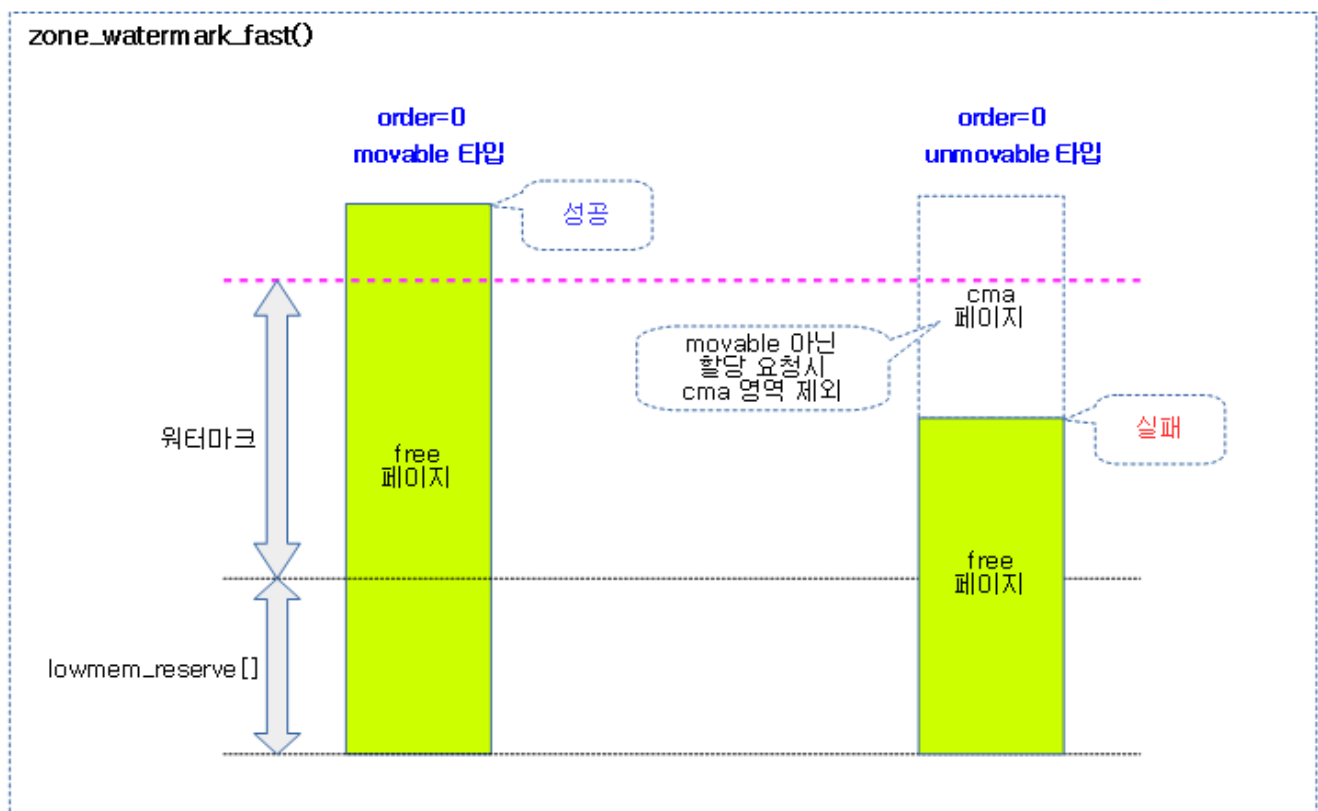 zone_watermark_fast()
order=0
movable 타입
order=0
unmovable 타입
성공
cma
페이지
movable 아닌
할당 요청시
cma 영역 제외
워터마크
free
페이지
실패
free
페이지
lowmem_reserve[]